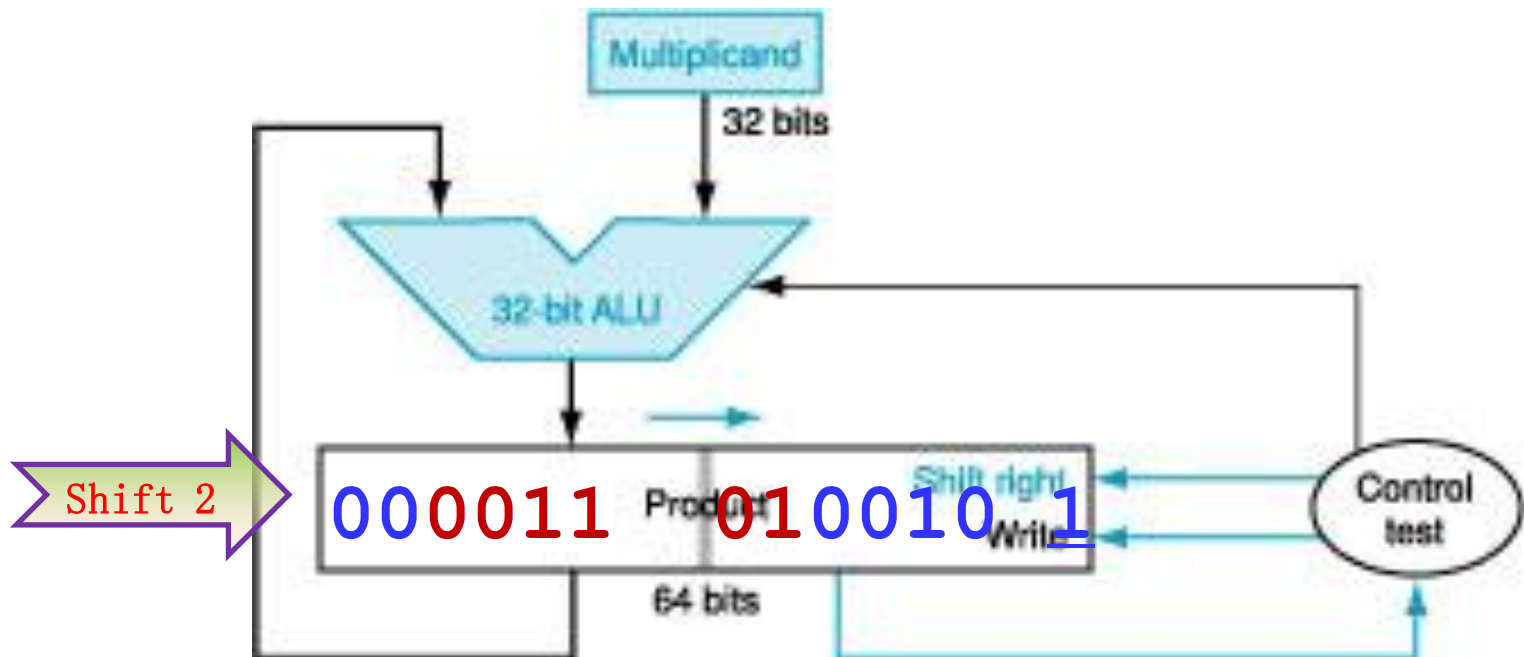 Multiplicand
32 bits
32-bit ALU
Shift right
Shift 2
000011
Product
010010 1
Control
test
Write
64 bits